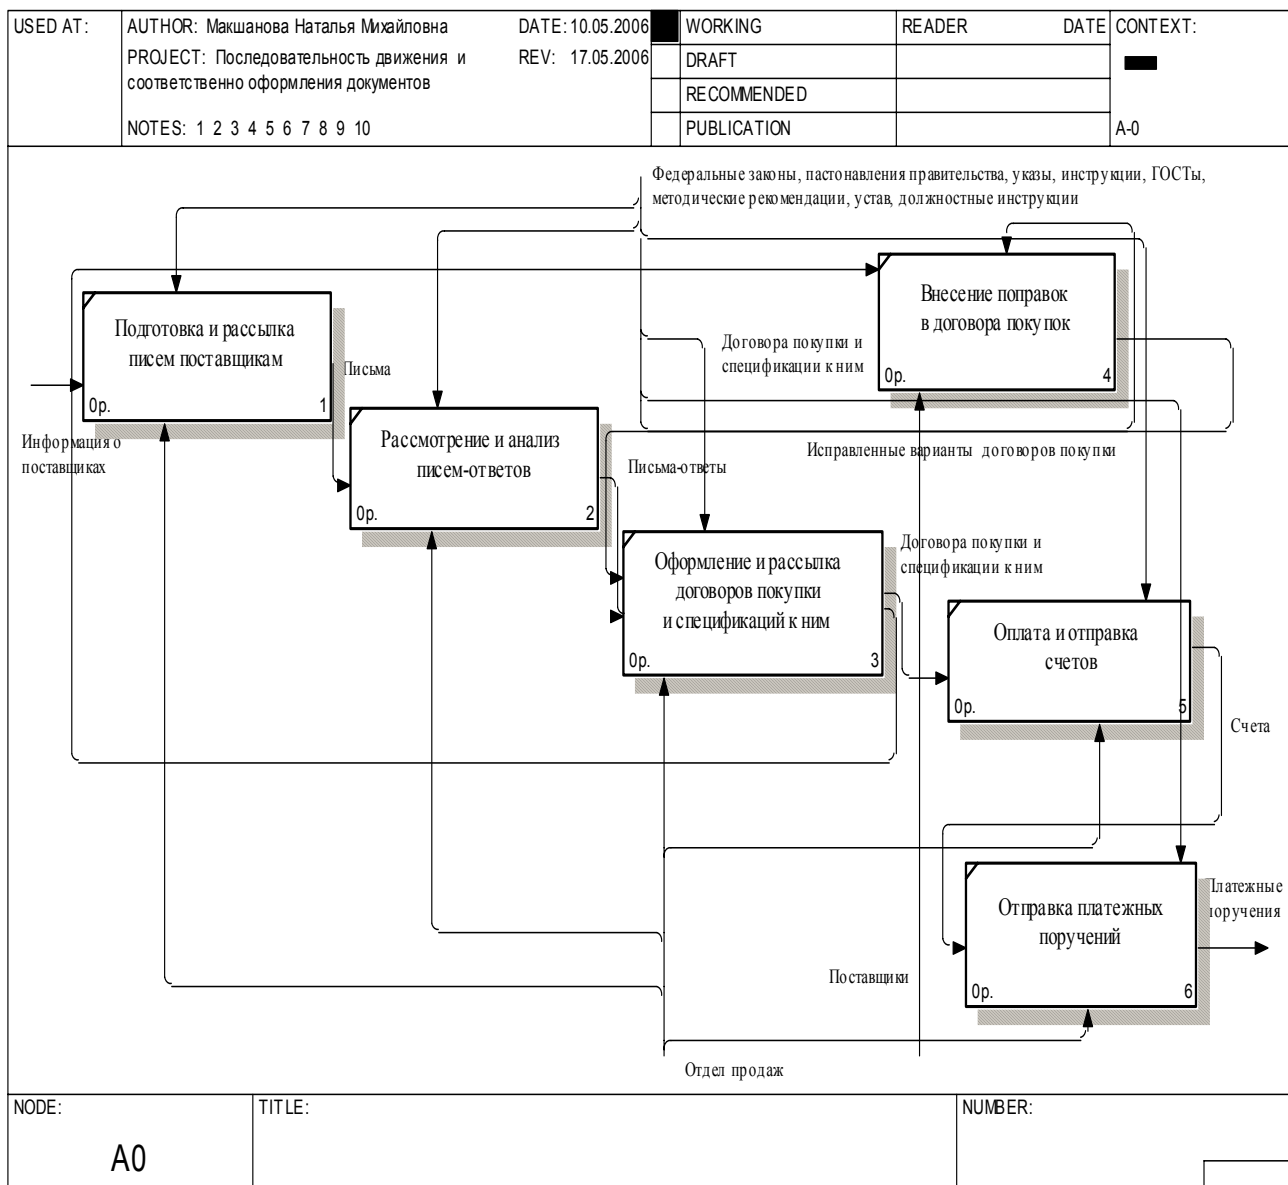 USED AT:
AUTHOR: Макшанова Наталья Михайловна
DATE: 10.05.2006
PROJECT: Последовательность движения и
соответственно оформления документов
REV: 17.05.2006
NOTES: 1 2 3 4 5 6 7 8 9 10
WORKING
DRAFT
RECOMMENDED
PUBLICATION
READER DATE
CONTEXT:
A-0
Федеральные законы, пастонавления правительства, указы, инструкции, ГОСТы,
методические рекомендации, устав, должностные инструкции
Подготовка и рассылка
писем поставщикам
0р. 1
Информация о
поставщиках
Письма
Рассмотрение и анализ
писем-ответов
0р. 2
Письма-ответы
Договора покупки и
спецификации к ним
Внесение поправок
в договора покупок
0р. 4
Исправленные варианты договоров покупки
Оформление и рассылка
договоров покупки
и спецификаций к ним
0р. 3
Договора покупки и
спецификации к ним
Оплата и отправка
счетов
0р. 5
Счета
Отправка платежных
поручений
0р. 6
Платежные
поручения
Поставщики
Отдел продаж
NODE:
A0
TITLE:
NUMBER: